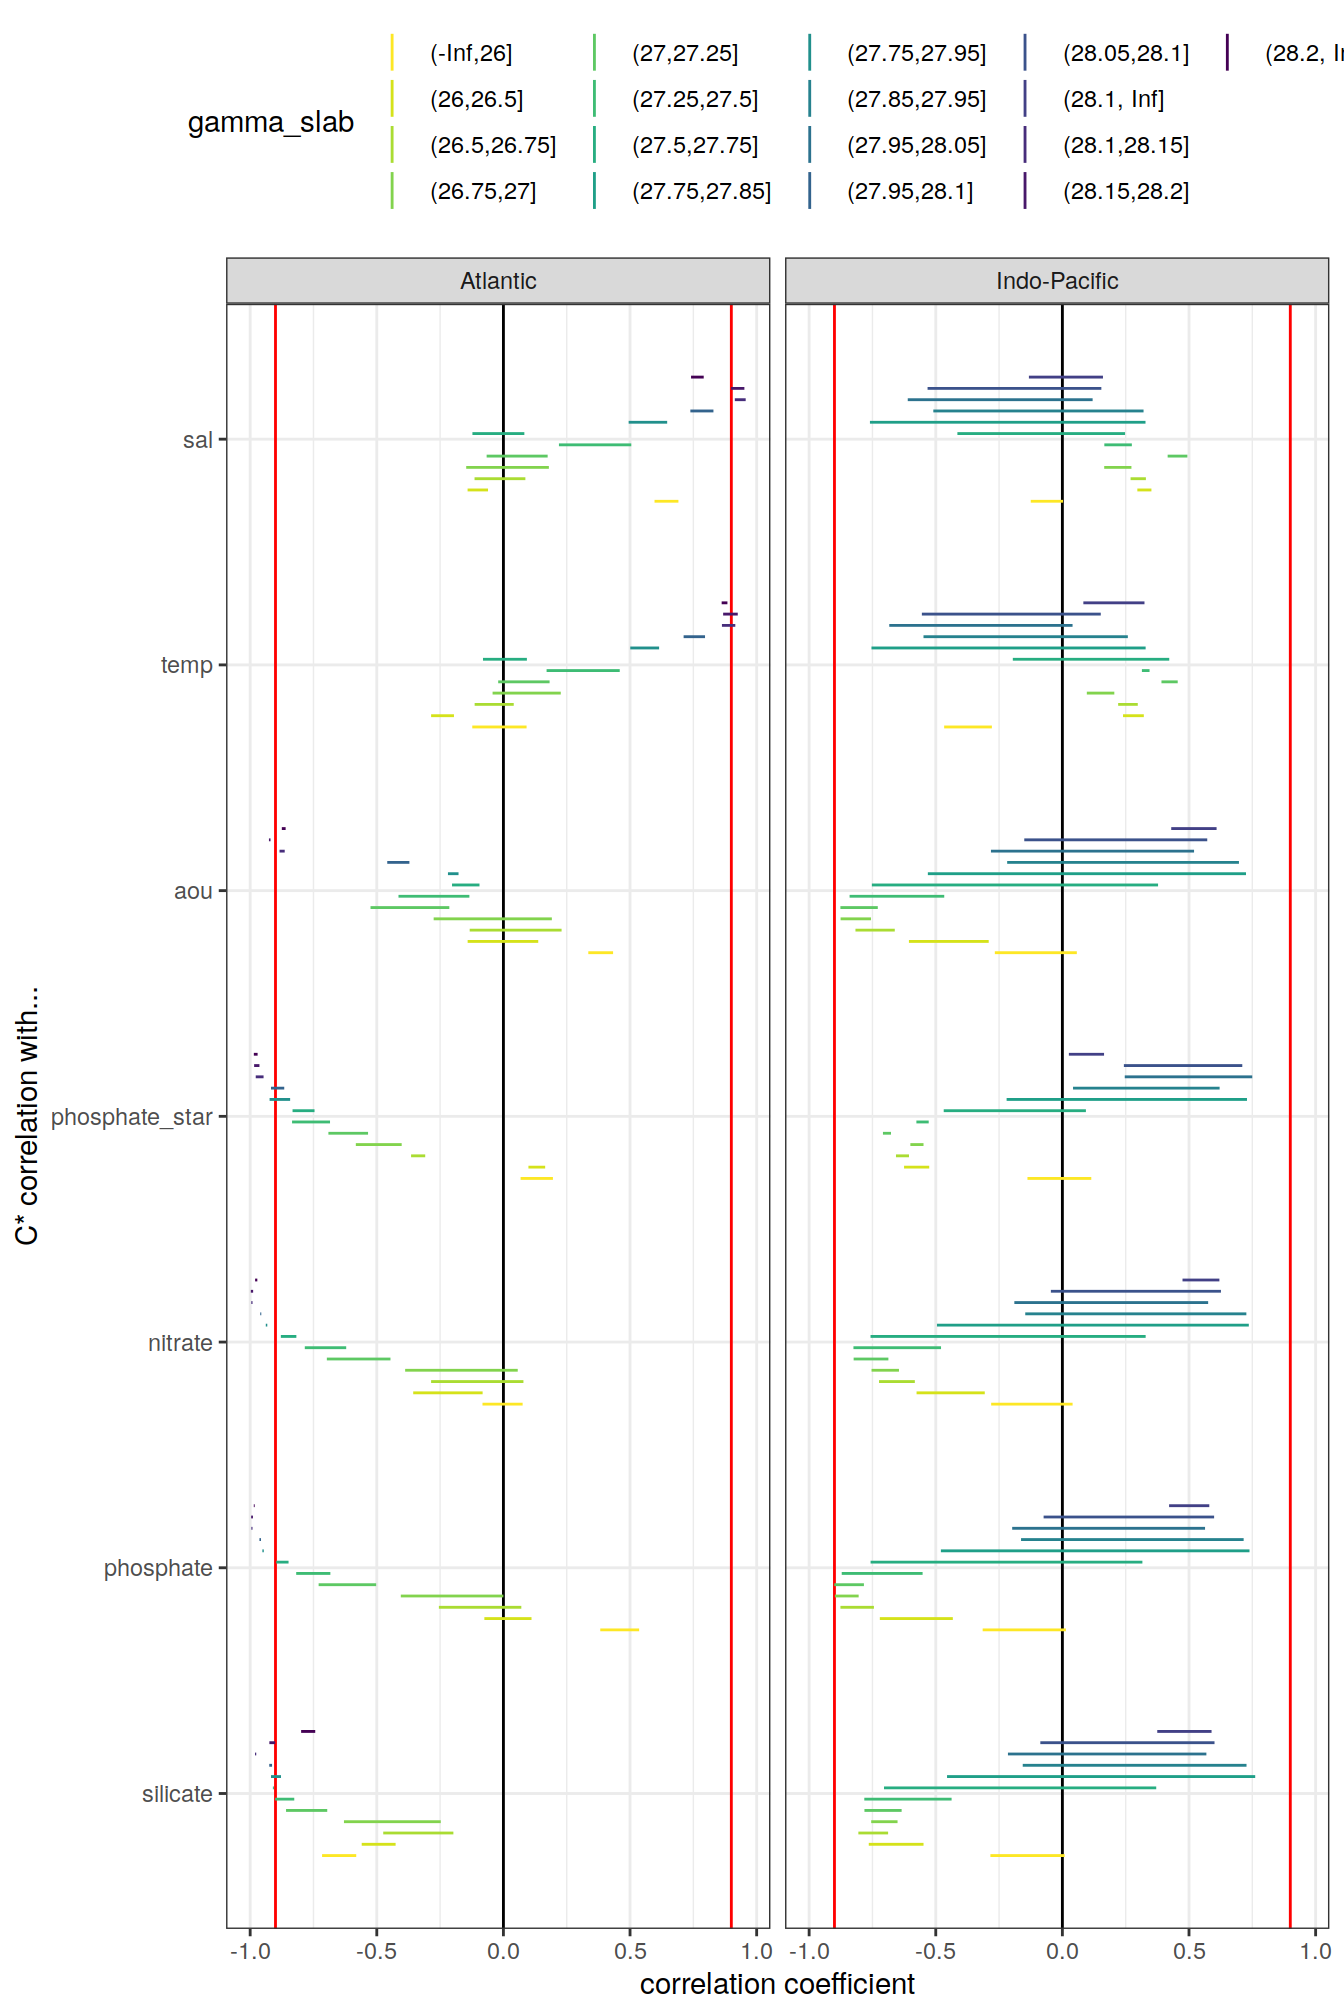 gamma_slab
(-Inf,26] (27,27.25] (27.75,27.95] (28.05,28.1] (28.2, I
(26,26.5] (27.25,27.5] (27.85,27.95] (28.1, Inf]
(26.5,26.75] (27.5,27.75] (27.95,28.05] (28.1,28.15]
(26.75,27] (27.75,27.85] (27.95,28.1] (28.15,28.2]
Atlantic Indo-Pacific
C* correlation with...
sal
temp
aou
phosphate_star
nitrate
phosphate
silicate
-1.0 -0.5 0.0 0.5 1.0 -1.0 -0.5 0.0 0.5 1.0
correlation coefficient